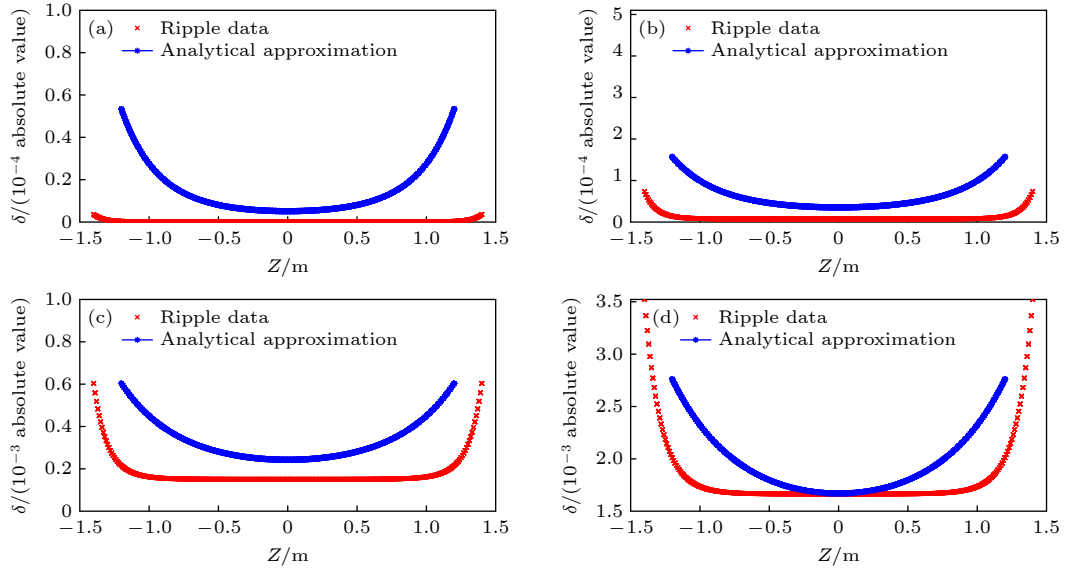 (a)
× Ripple data
Analytical approximation
δ/(10⁻⁴ absolute value)
1.0
0.8
0.6
0.4
0.2
0
−1.5 −1.0 −0.5 0 0.5 1.0 1.5
Z/m
(b)
× Ripple data
Analytical approximation
δ/(10⁻⁴ absolute value)
5
4
3
2
1
0
−1.5 −1.0 −0.5 0 0.5 1.0 1.5
Z/m
(c)
× Ripple data
Analytical approximation
δ/(10⁻³ absolute value)
1.0
0.8
0.6
0.4
0.2
0
−1.5 −1.0 −0.5 0 0.5 1.0 1.5
Z/m
(d)
× Ripple data
Analytical approximation
δ/(10⁻³ absolute value)
3.5
3.0
2.5
2.0
1.5
−1.5 −1.0 −0.5 0 0.5 1.0 1.5
Z/m